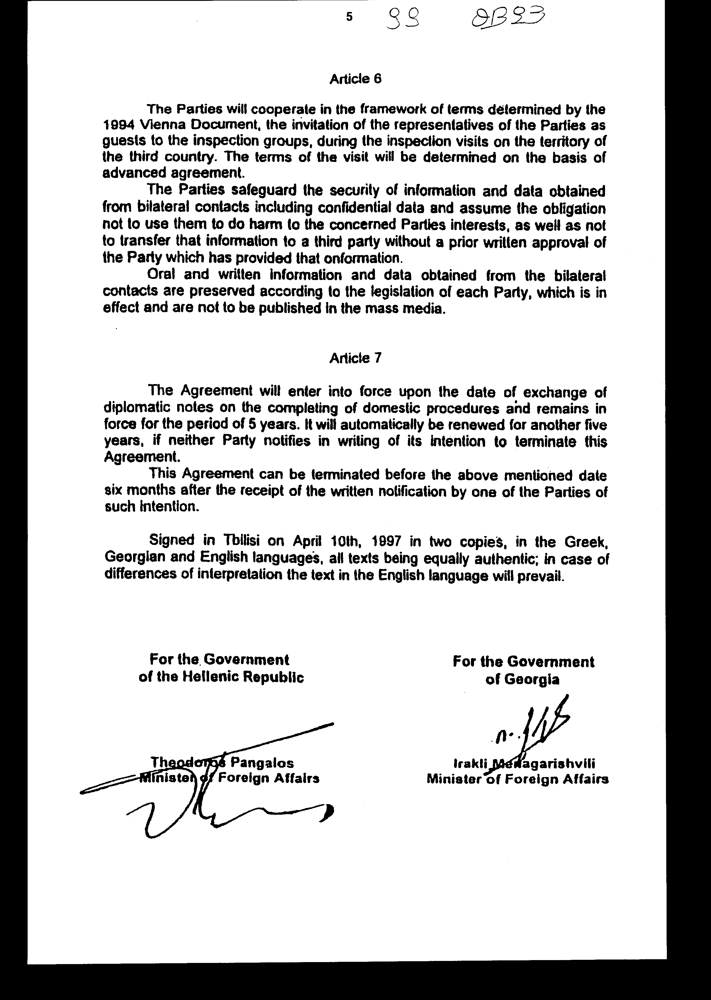 5
Article 6
The Parties will cooperate in the framework of terms determined by the
1994 Vienna Document, the invitation of the representatives of the Parties as
guests to the inspection groups, during the inspection visits on the territory of
the third country. The terms of the visit will be determined on the basis of
advanced agreement.
The Parties safeguard the security of information and data obtained
from bilateral contacts including confidential data and assume the obligation
not to use them to do harm to the concerned Parties interests, as well as not
to transfer that information to a third party without a prior written approval of
the Party which has provided that onformation.
Oral and written information and data obtained from the bilateral
contacts are preserved according to the legislation of each Party, which is in
effect and are not to be published in the mass media.
Article 7
The Agreement will enter into force upon the date of exchange of
diplomatic notes on the completing of domestic procedures and remains in
force for the period of 5 years. It will automatically be renewed for another five
years, if neither Party notifies in writing of its intention to terminate this
Agreement.
This Agreement can be terminated before the above mentioned date
six months after the receipt of the written notification by one of the Parties of
such intention.
Signed in Tbilisi on April 10th, 1997 in two copies, in the Greek,
Georgian and English languages, all texts being equally authentic; in case of
differences of interpretation the text in the English language will prevail.
For the Government
of the Hellenic Republic
For the Government
of Georgia
Theodoros Pangalos
Minister of Foreign Affairs
Irakli Menagarishvili
Minister of Foreign Affairs